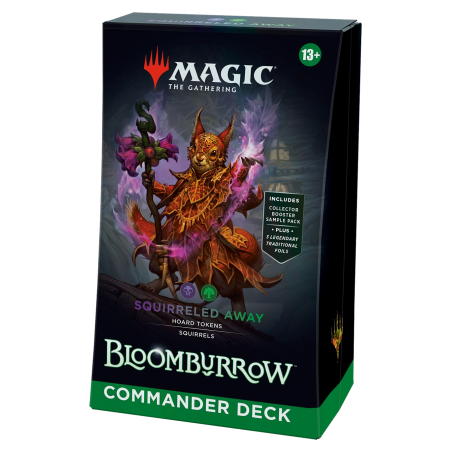 MAGIC
THE GATHERING
13+
INCLUDES
COLLECTOR
BOOSTER
SAMPLE PACK
• PLUS •
3 LEGENDARY
TRADITIONAL
FOILS
SQUIRRELED AWAY
HOARD TOKENS
SQUIRRELS
BLOOMBURROW
COMMANDER DECK